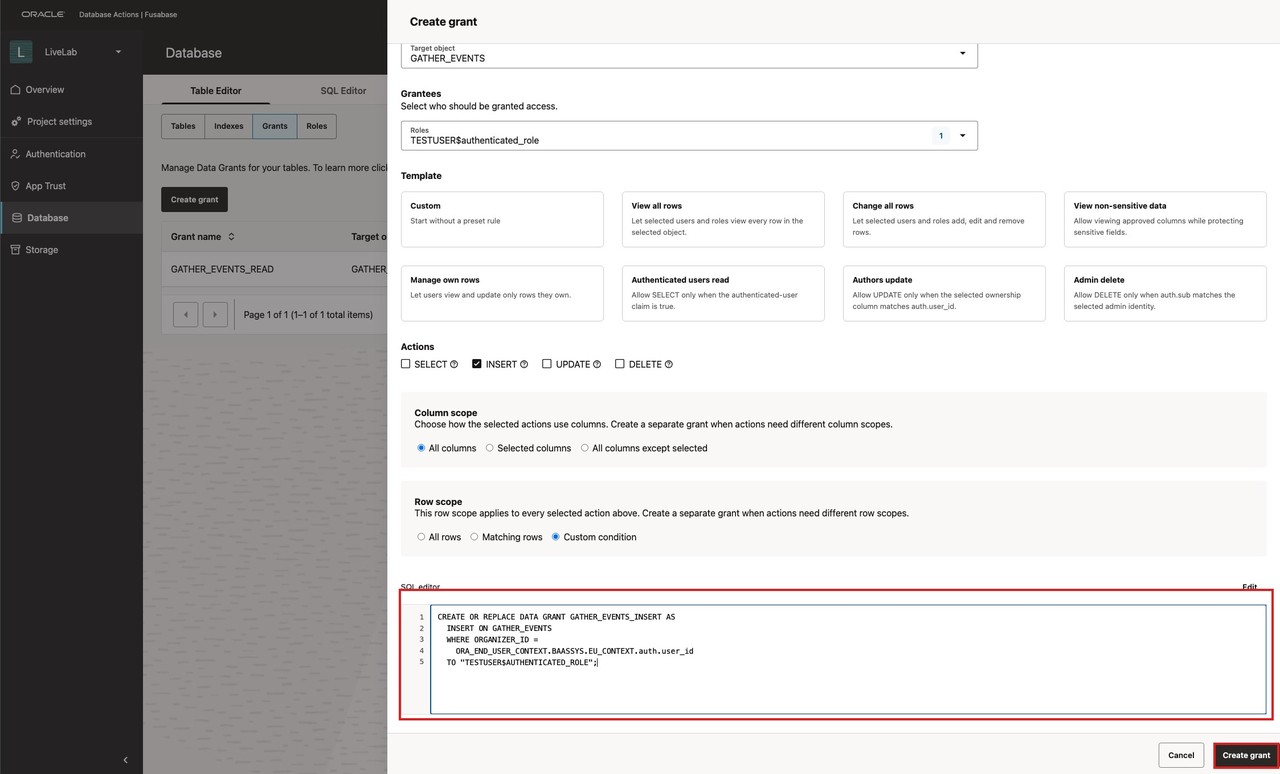 ORACLE Database Actions | Fusabase
L LiveLab
Overview
Project settings
Authentication
App Trust
Database
Storage
Database
Table Editor SQL Editor
Tables Indexes Grants Roles
Manage Data Grants for your tables. To learn more clic
Create grant
Grant name Target o
GATHER_EVENTS_READ GATHER_
Page 1 of 1 (1–1 of 1 total items)
Create grant
Target object
GATHER_EVENTS
Grantees
Select who should be granted access.
Roles
TESTUSER$authenticated_role 1
Template
Custom
Start without a preset rule
View all rows
Let selected users and roles view every row in the
selected object.
Change all rows
Let selected users and roles add, edit and remove
rows.
View non-sensitive data
Allow viewing approved columns while protecting
sensitive fields.
Manage own rows
Let users view and update only rows they own.
Authenticated users read
Allow SELECT only when the authenticated-user
claim is true.
Authors update
Allow UPDATE only when the selected ownership
column matches auth.user_id.
Admin delete
Allow DELETE only when auth.sub matches the
selected admin identity.
Actions
SELECT INSERT UPDATE DELETE
Column scope
Choose how the selected actions use columns. Create a separate grant when actions need different column scopes.
All columns Selected columns All columns except selected
Row scope
This row scope applies to every selected action above. Create a separate grant when actions need different row scopes.
All rows Matching rows Custom condition
SQL editor Edit
1 CREATE OR REPLACE DATA GRANT GATHER_EVENTS_INSERT AS
2 INSERT ON GATHER_EVENTS
3 WHERE ORGANIZER_ID =
4 ORA_END_USER_CONTEXT.BAASSYS.EU_CONTEXT.auth.user_id
5 TO "TESTUSER$AUTHENTICATED_ROLE";
Cancel Create grant